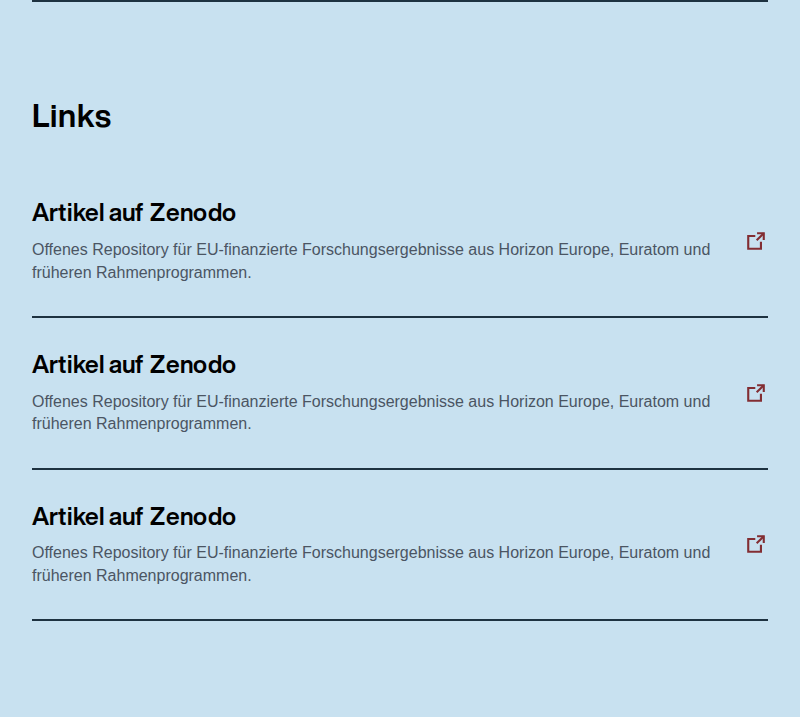 Links
Artikel auf Zenodo
Offenes Repository für EU-finanzierte Forschungsergebnisse aus Horizon Europe, Euratom und
früheren Rahmenprogrammen.
Artikel auf Zenodo
Offenes Repository für EU-finanzierte Forschungsergebnisse aus Horizon Europe, Euratom und
früheren Rahmenprogrammen.
Artikel auf Zenodo
Offenes Repository für EU-finanzierte Forschungsergebnisse aus Horizon Europe, Euratom und
früheren Rahmenprogrammen.